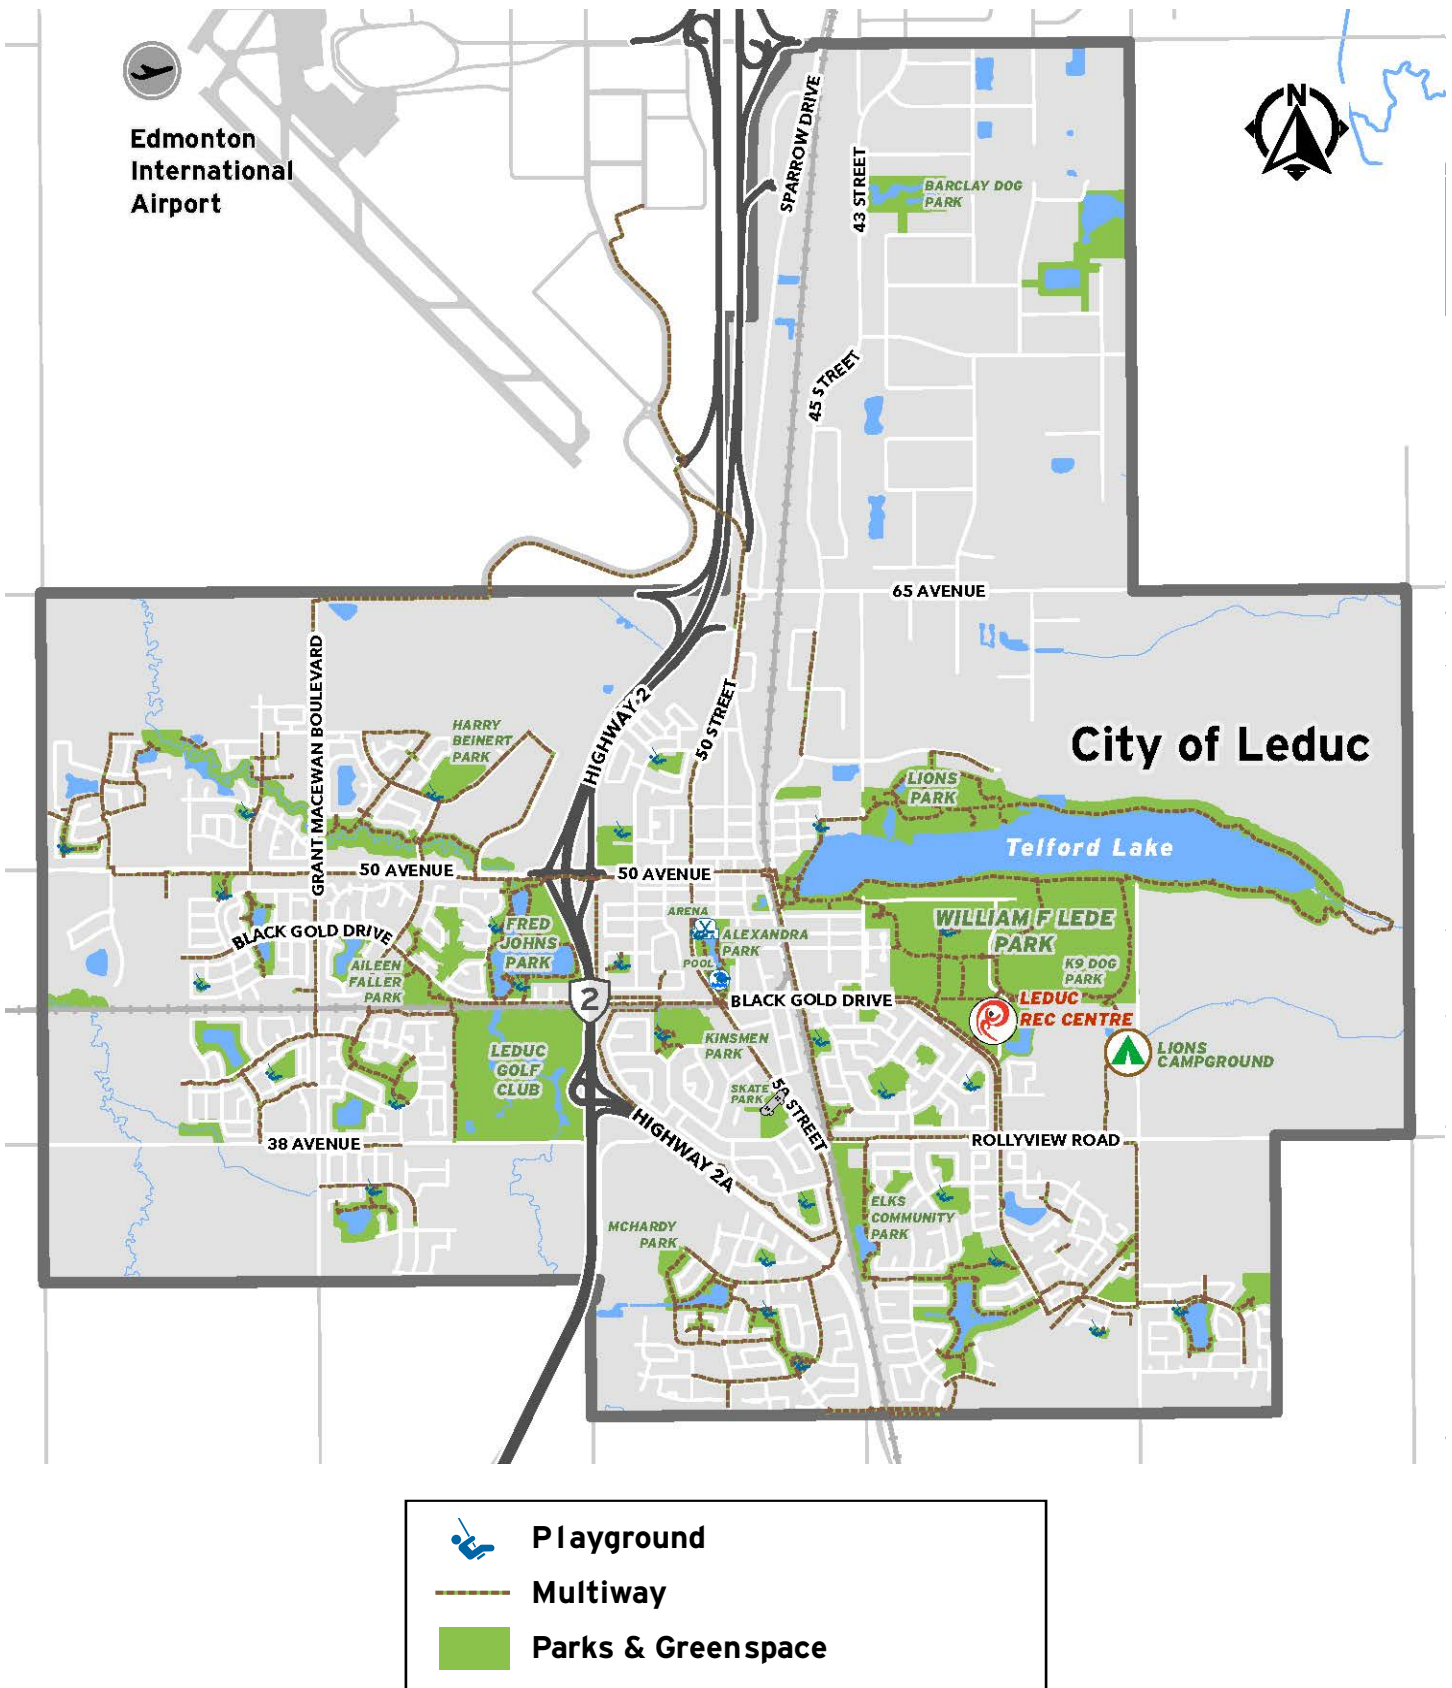 N
Edmonton
International
Airport
SPARROW DRIVE
43 STREET
BARCLAY DOG
PARK
45 STREET
65 AVENUE
GRANT MACEWAN BOULEVARD
HIGHWAY 2
50 STREET
City of Leduc
HARRY
BEINERT
PARK
LIONS
PARK
Telford Lake
50 AVENUE
50 AVENUE
BLACK GOLD DRIVE
FRED
JOHNS
PARK
ARENA
ALEXANDRA
PARK
POOL
WILLIAM F LEDE
PARK
K9 DOG
PARK
AILEEN
FALLER
PARK
2
BLACK GOLD DRIVE
LEDUC
REC CENTRE
LEDUC
GOLF
CLUB
KINSMEN
PARK
LIONS
CAMPGROUND
SKATE
PARK
50 STREET
38 AVENUE
HIGHWAY 2A
ROLLYVIEW ROAD
MCHARDY
PARK
ELKS
COMMUNITY
PARK
Playground
Multiway
Parks & Greenspace